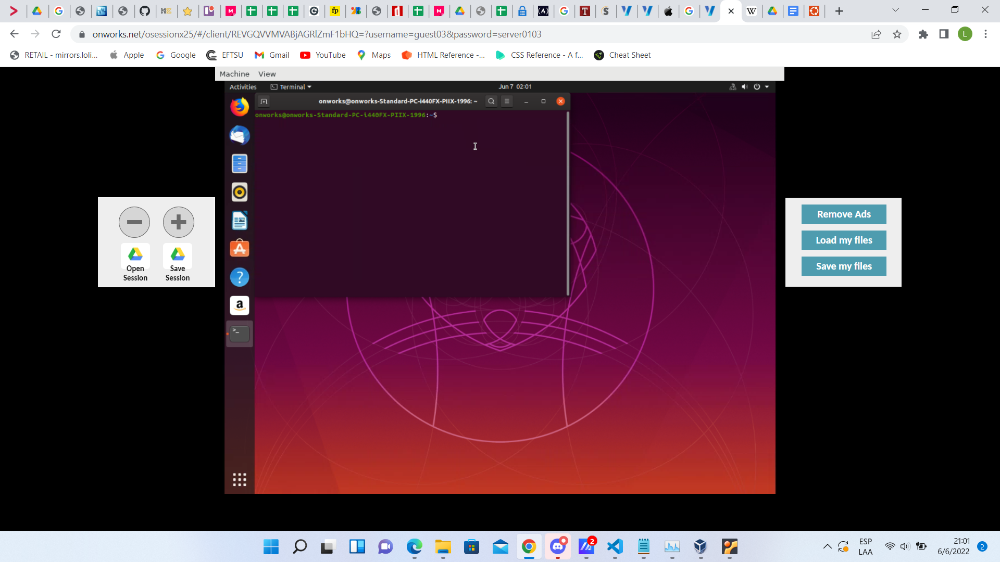 onworks.net/osessionx25/#/client/REVGQVVMVABjAGRlZmF1bHQ=?username=guest03&password=server0103
L
RETAIL - mirrors.loli...
Apple
Google
EFTSU
Gmail
YouTube
Maps
HTML Reference -...
CSS Reference - A f...
Cheat Sheet
Machine View
Activities
Terminal
Jun 7 02:01
onworks@onworks-Standard-PC-i440FX-PIIX-1996: ~
onworks@onworks-Standard-PC-i440FX-PIIX-1996:~$
Open
Session
Save
Session
Remove Ads
Load my files
Save my files
2
ESP
LAA
21:01
6/6/2022
2